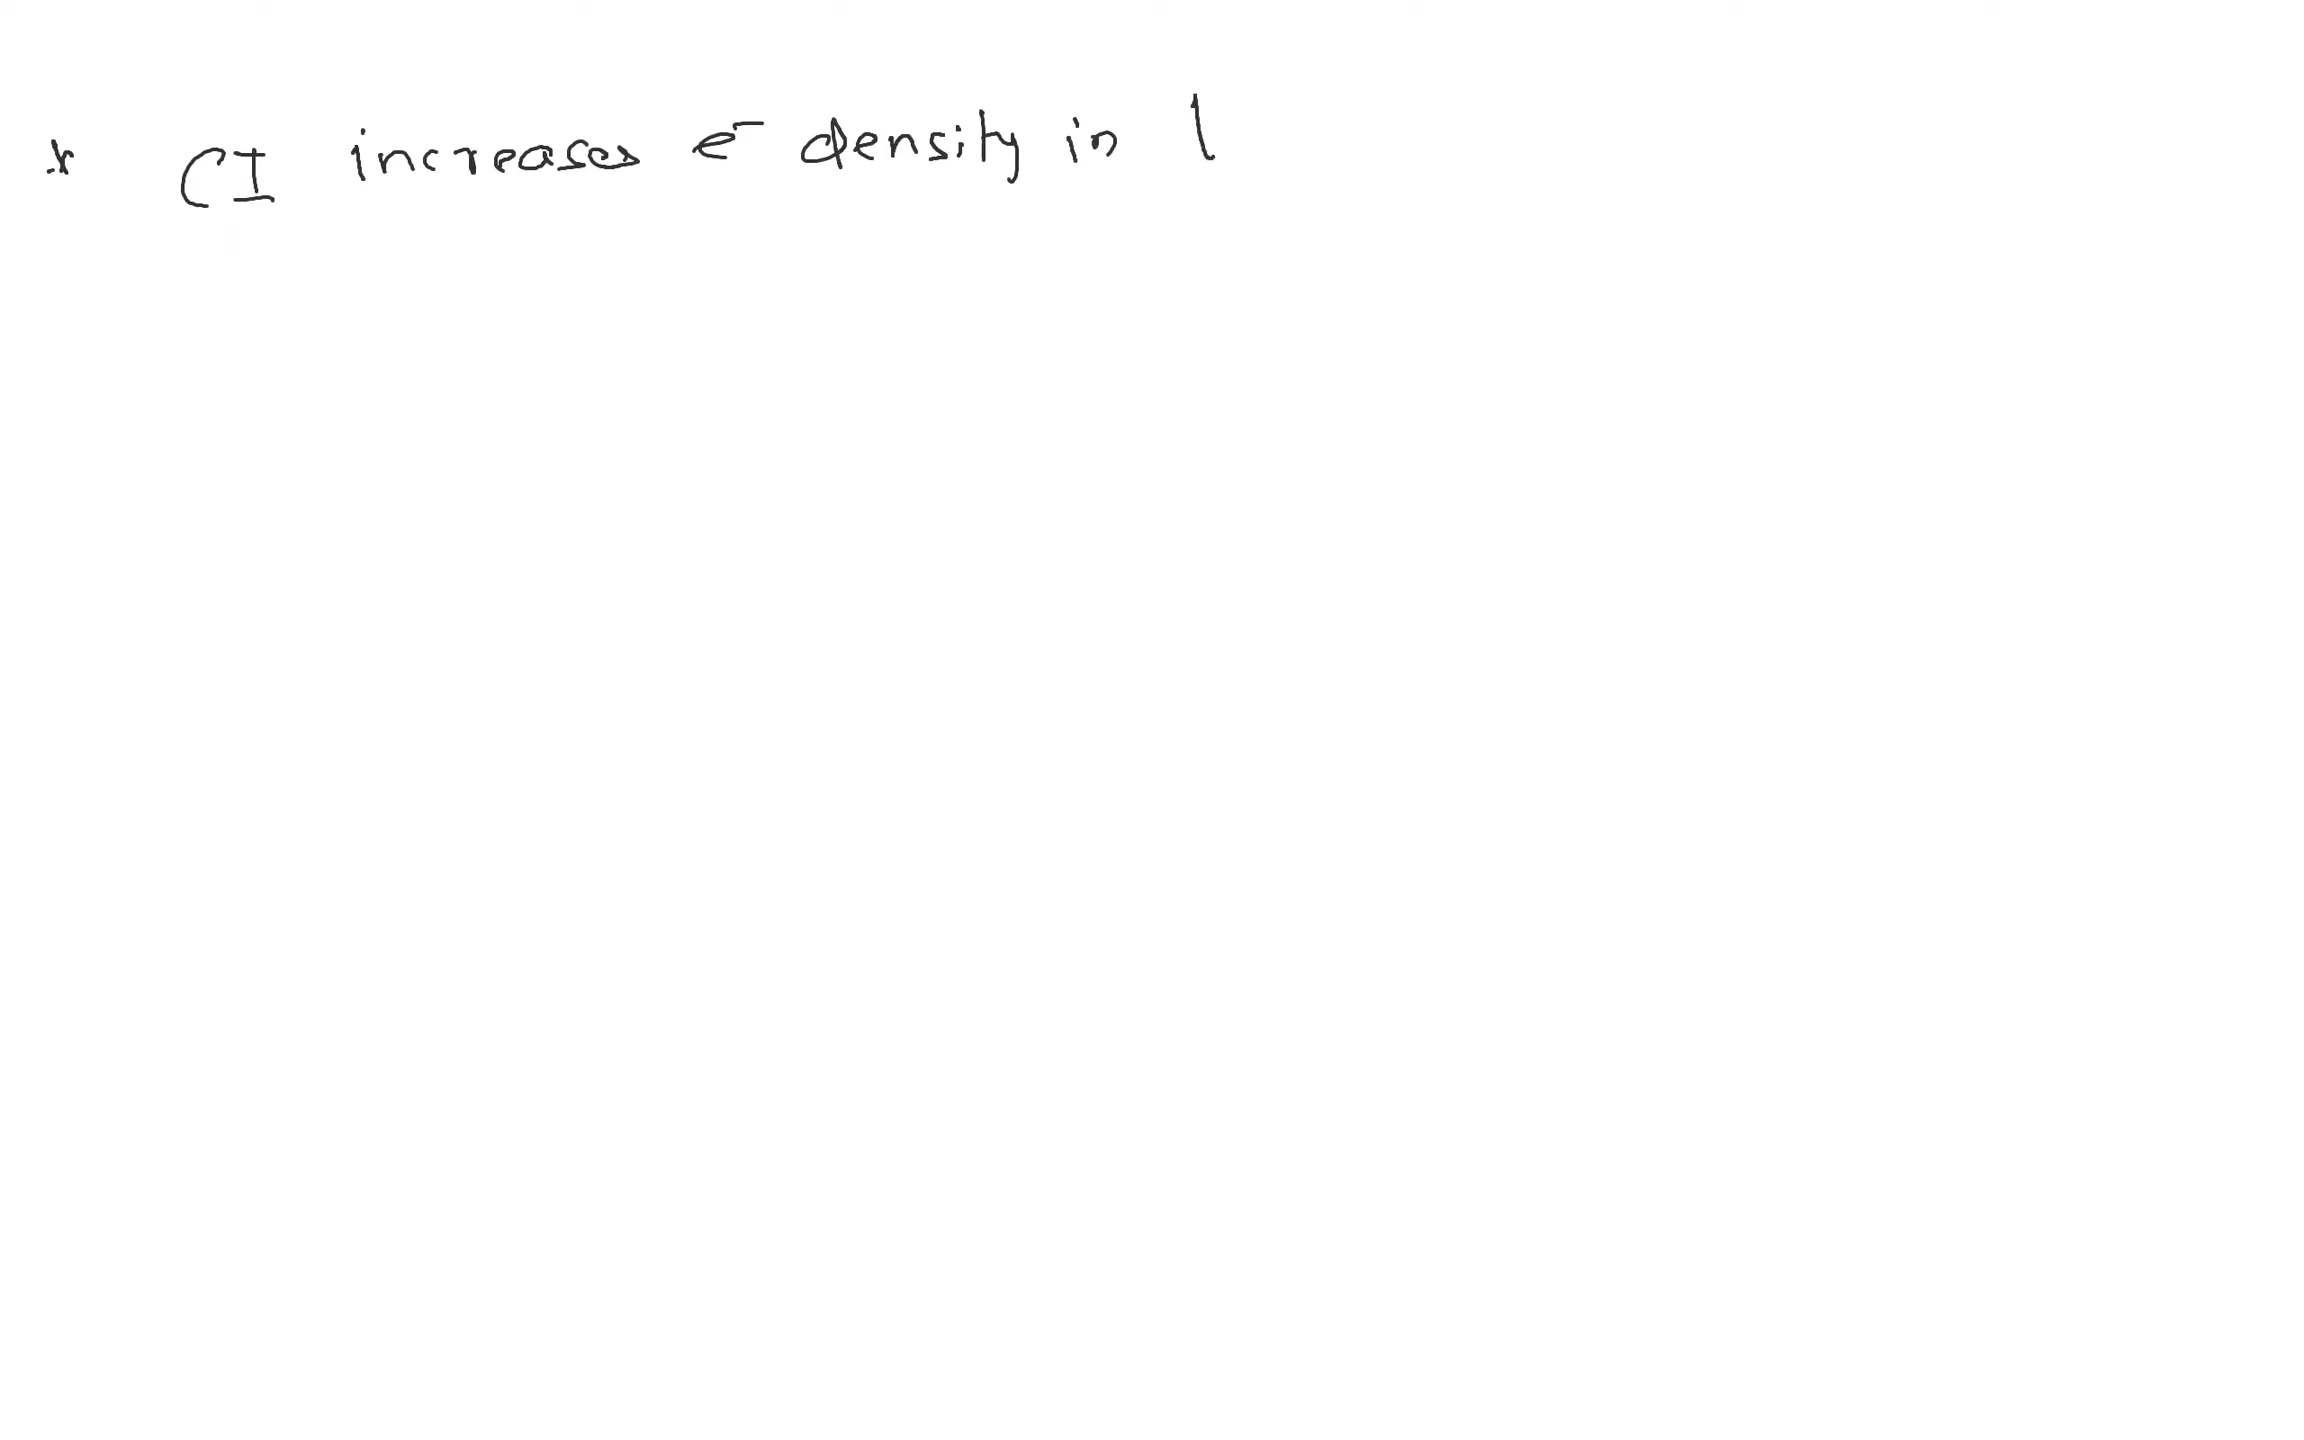 * CI increases e⁻ density in l